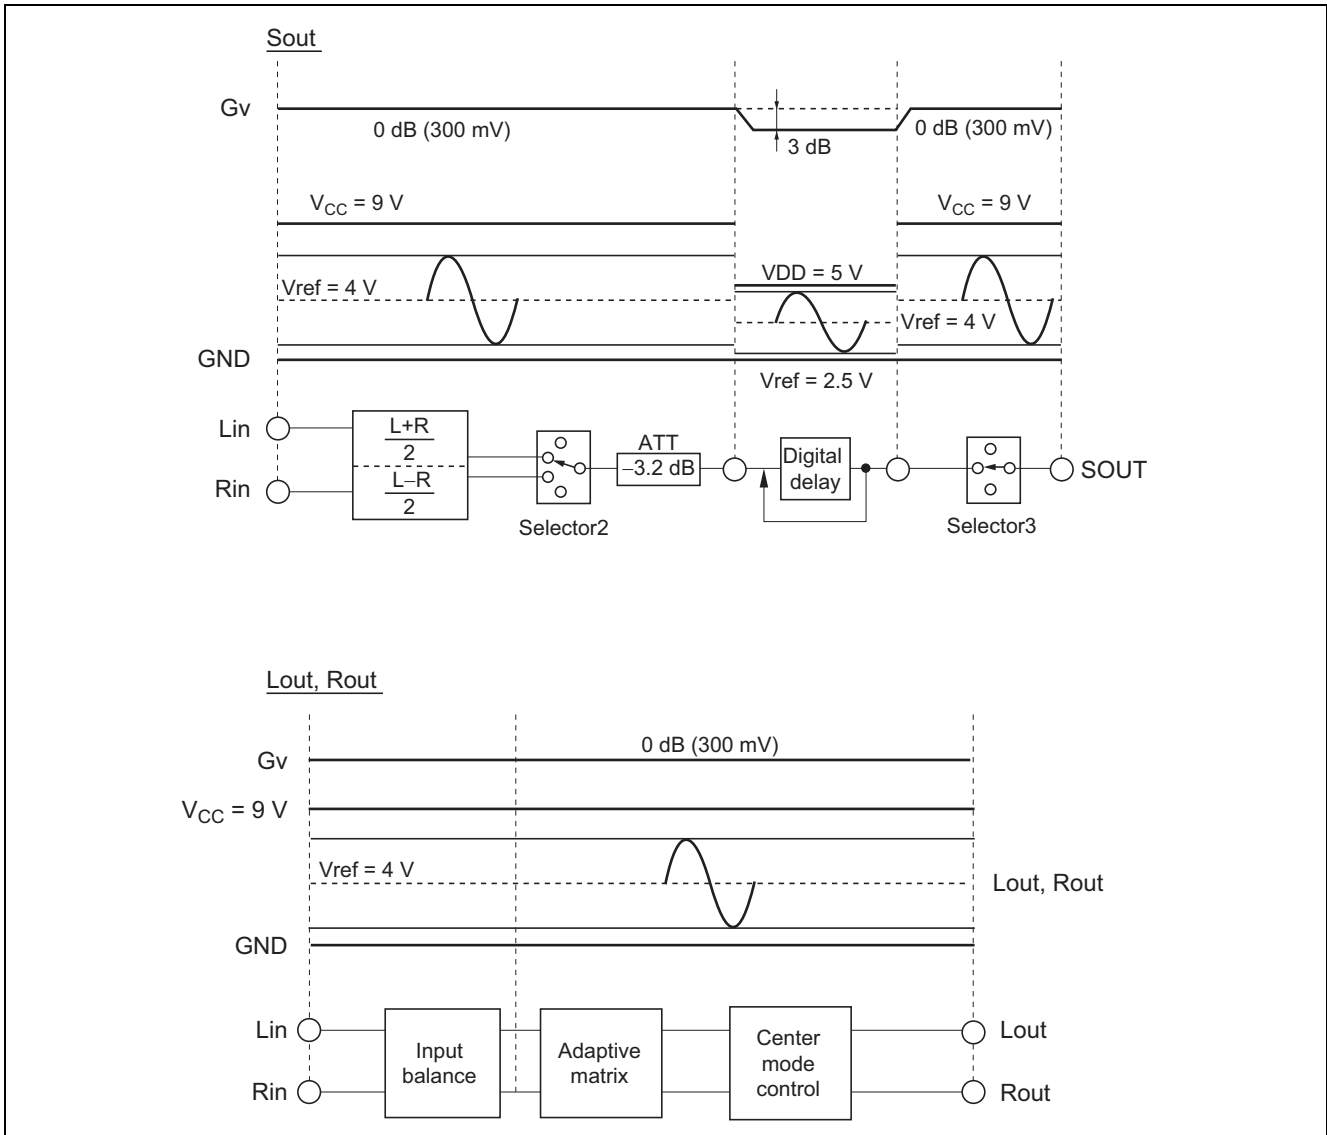 Sout
Gv
0 dB (300 mV)
3 dB
0 dB (300 mV)
VCC = 9 V
VCC = 9 V
VDD = 5 V
Vref = 4 V
Vref = 4 V
GND
Vref = 2.5 V
Lin
Rin
L+R
2
L–R
2
Selector2
ATT
–3.2 dB
Digital
delay
Selector3
SOUT
Lout, Rout
Gv
0 dB (300 mV)
VCC = 9 V
Vref = 4 V
Lout, Rout
GND
Lin
Rin
Input
balance
Adaptive
matrix
Center
mode
control
Lout
Rout